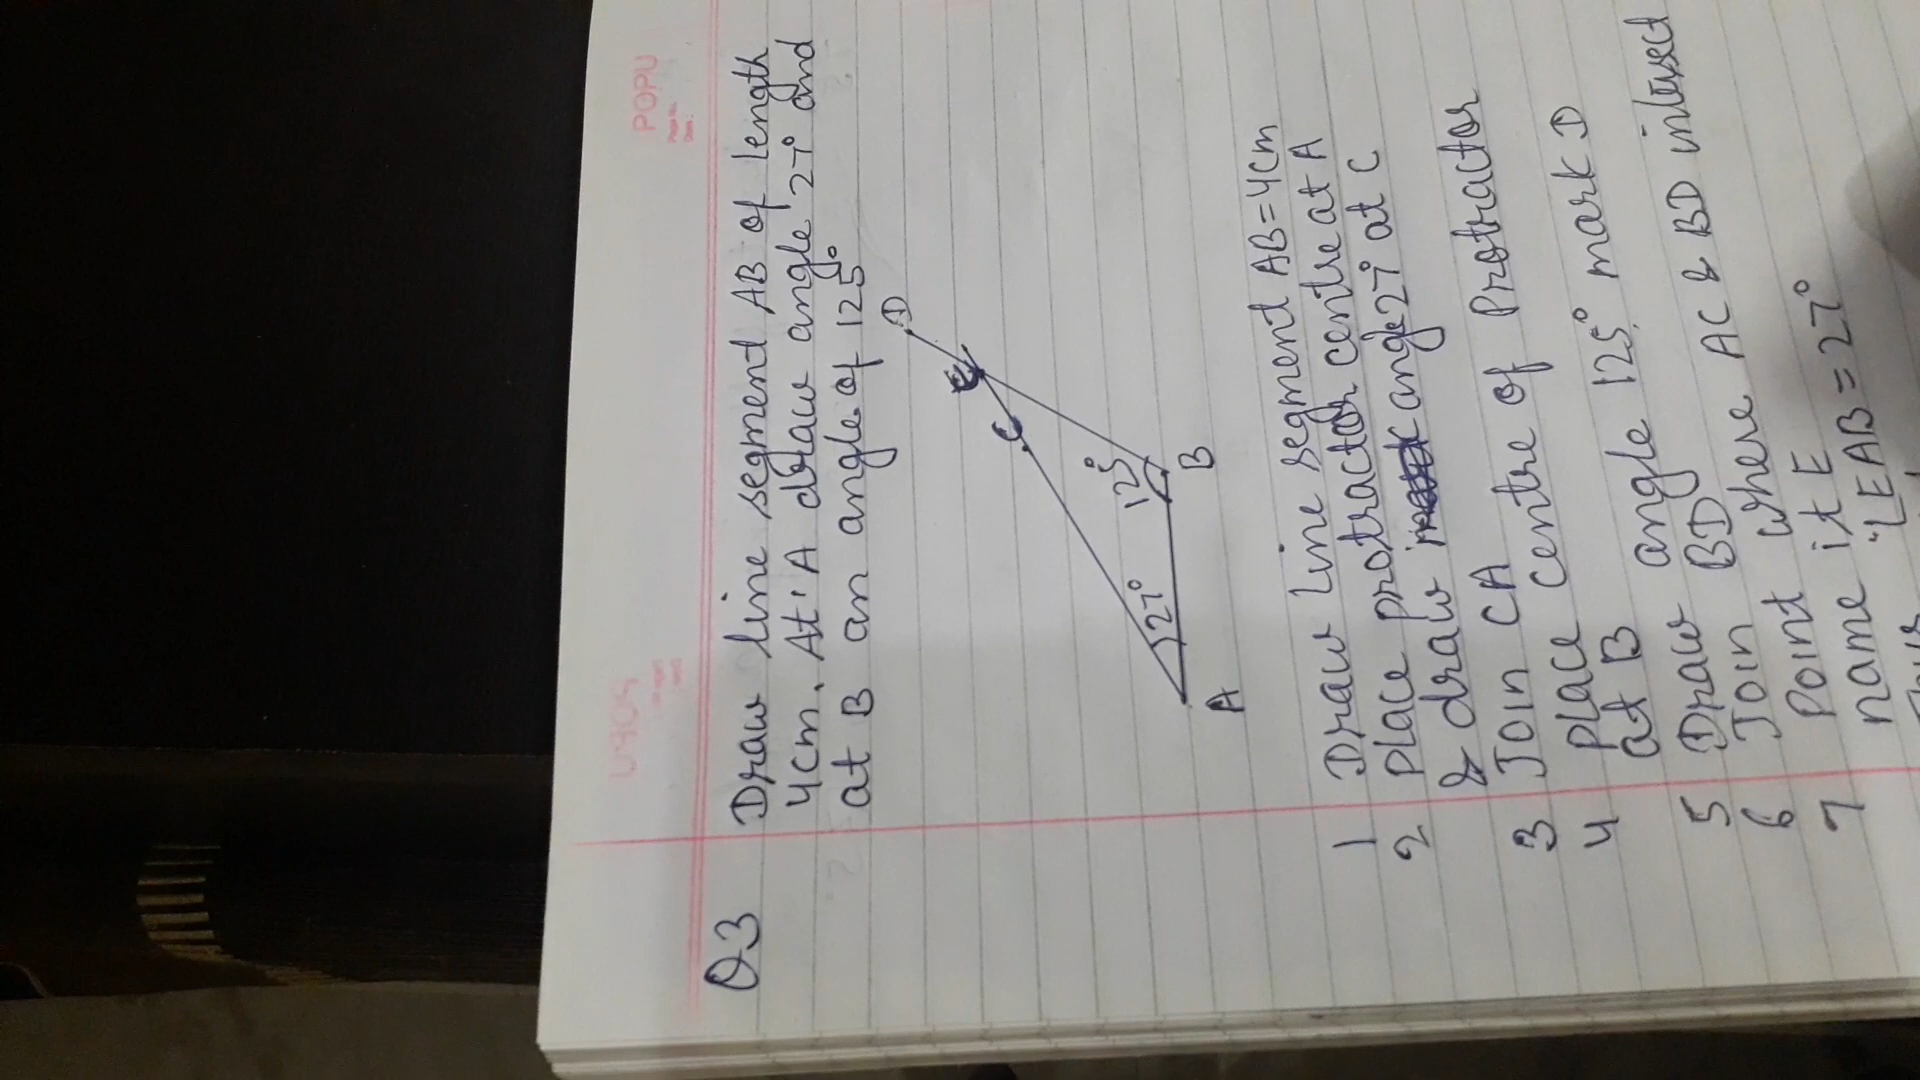 POPU
Q3 Draw line segment AB of length
4cm. At A draw angle 27° and
at B an angle of 125°
D
E
C
27°
125°
A
B
1 Draw Line segment AB=4cm
2 Place protractor centre at A
& draw angle 27° at C
3 Join CA
4 Place centre of Protractor
at B angle 125° mark D
5 Draw BD
6 Join where AC & BD intersect
7 Point it E
name "∠EAB=27°